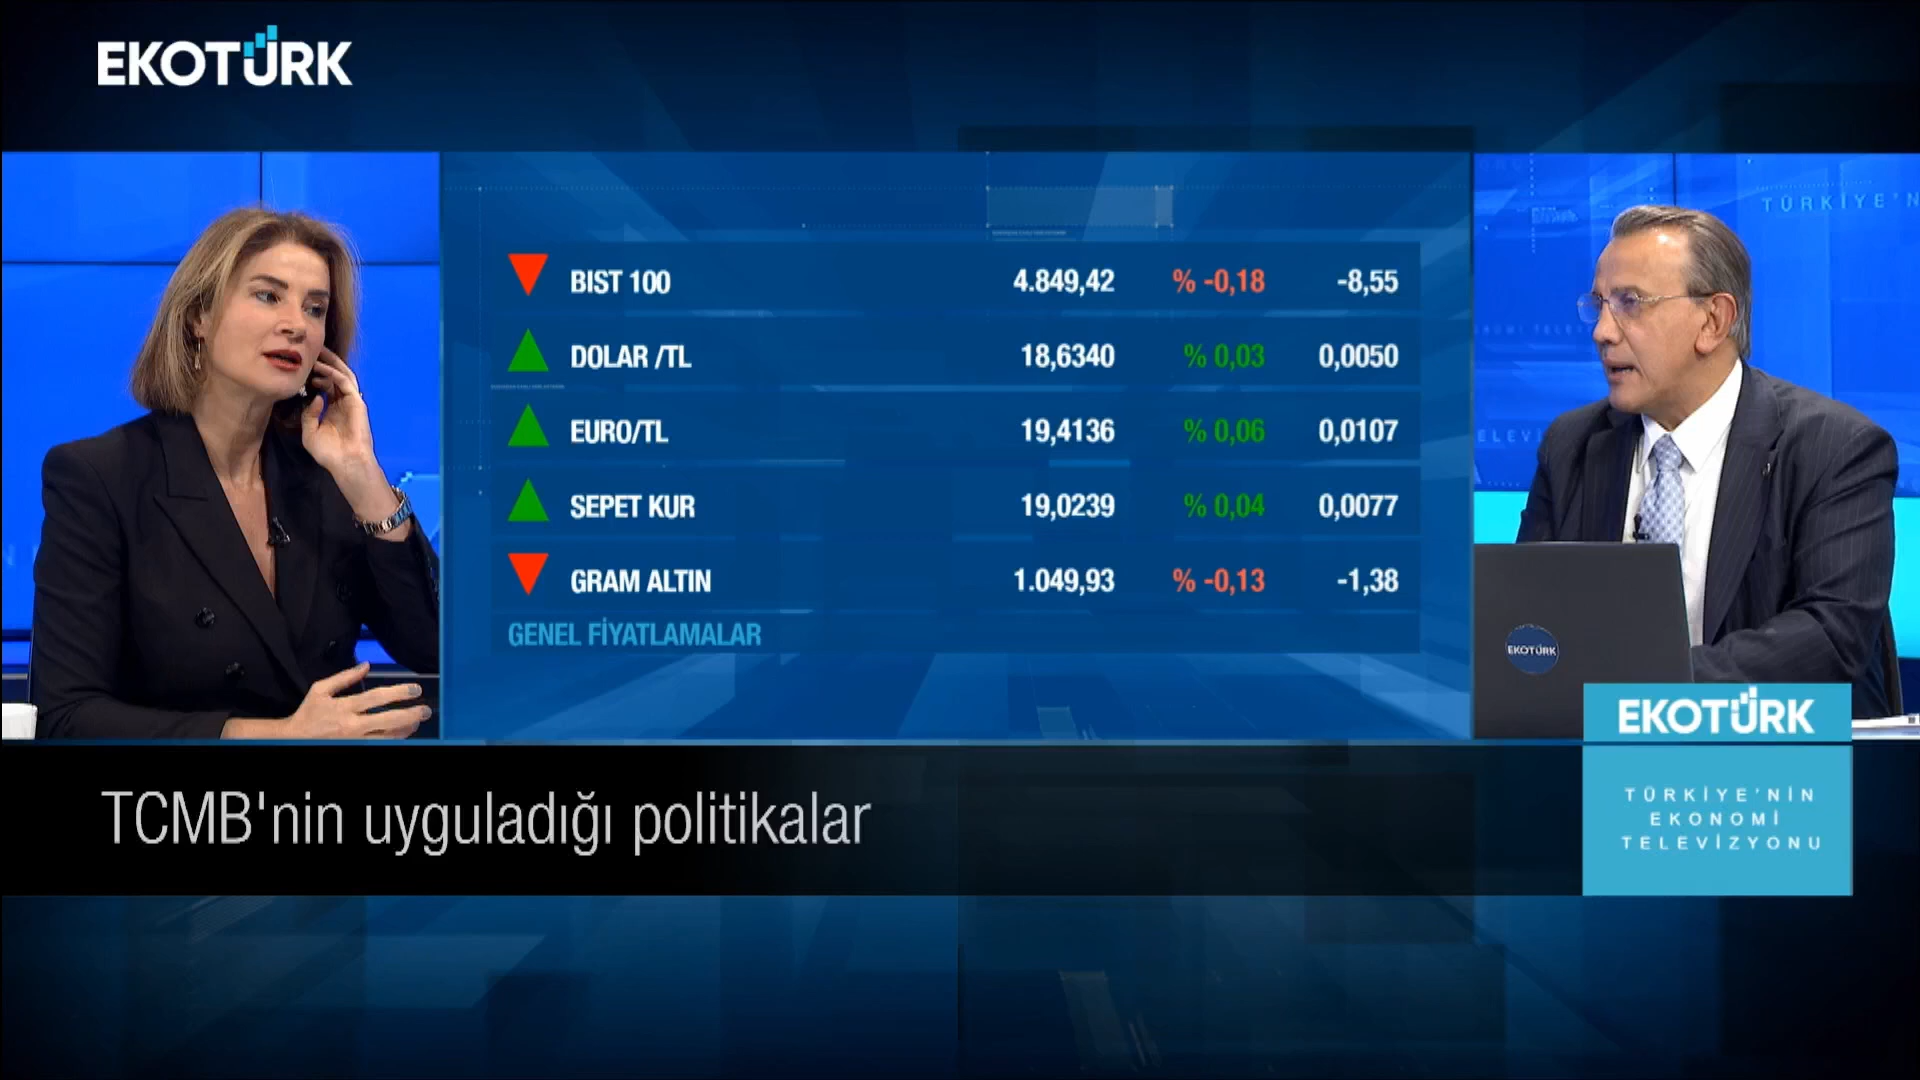 EKOTÜRK
TÜRKİYE'N
BIST 100 4.849,42 % -0,18 -8,55
DOLAR /TL 18,6340 % 0,03 0,0050
EURO/TL 19,4136 % 0,06 0,0107
SEPET KUR 19,0239 % 0,04 0,0077
GRAM ALTIN 1.049,93 % -0,13 -1,38
GENEL FİYATLAMALAR
EKOTÜRK
EKOTÜRK
TCMB'nin uyguladığı politikalar
TÜRKİYE'NİN
EKONOMİ
TELEVİZYONU